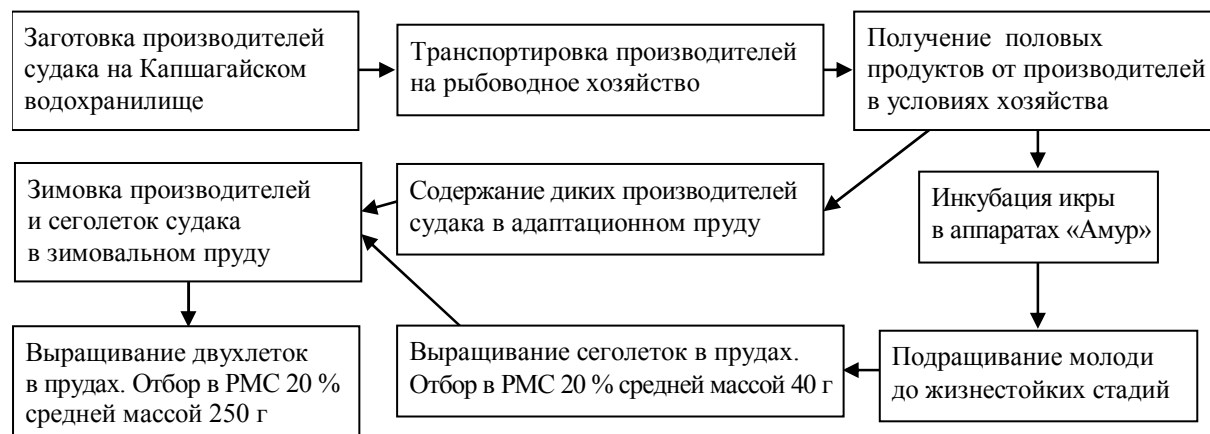 Заготовка производителей
судака на Капшагайском
водохранилище
Транспортировка производителей
на рыбоводное хозяйство
Получение половых
продуктов от производителей
в условиях хозяйства
Зимовка производителей
и сеголеток судака
в зимовальном пруду
Содержание диких производителей
судака в адаптационном пруду
Инкубация икры
в аппаратах «Амур»
Выращивание двухлеток
в прудах. Отбор в РМС 20 %
средней массой 250 г
Выращивание сеголеток в прудах.
Отбор в РМС 20 % средней массой 40 г
Подращивание молоди
до жизнестойких стадий